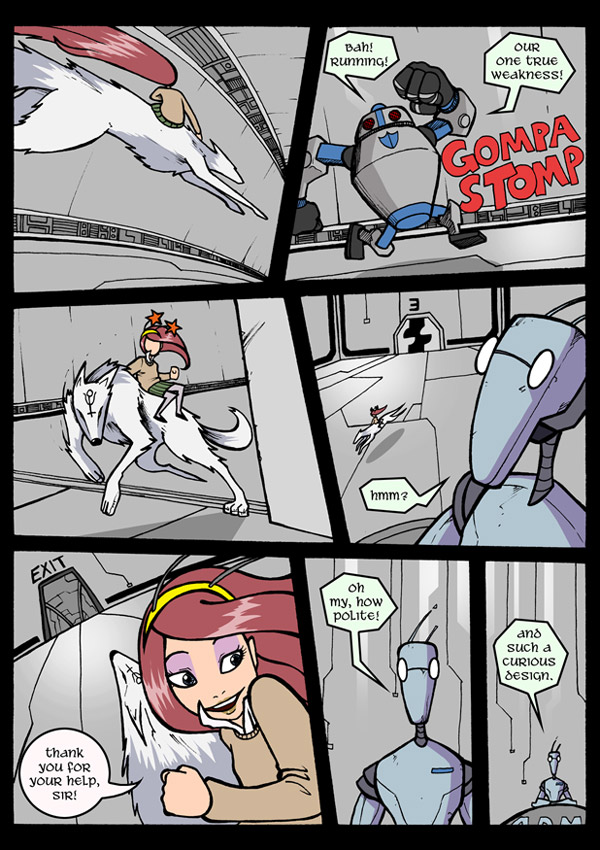 Bah!
Running!
Our
one true
weakness!
GOMPA
STOMP
3
Hmm?
EXIT
Thank
you for
your help,
sir!
Oh
my, how
polite!
And
such a
curious
design.